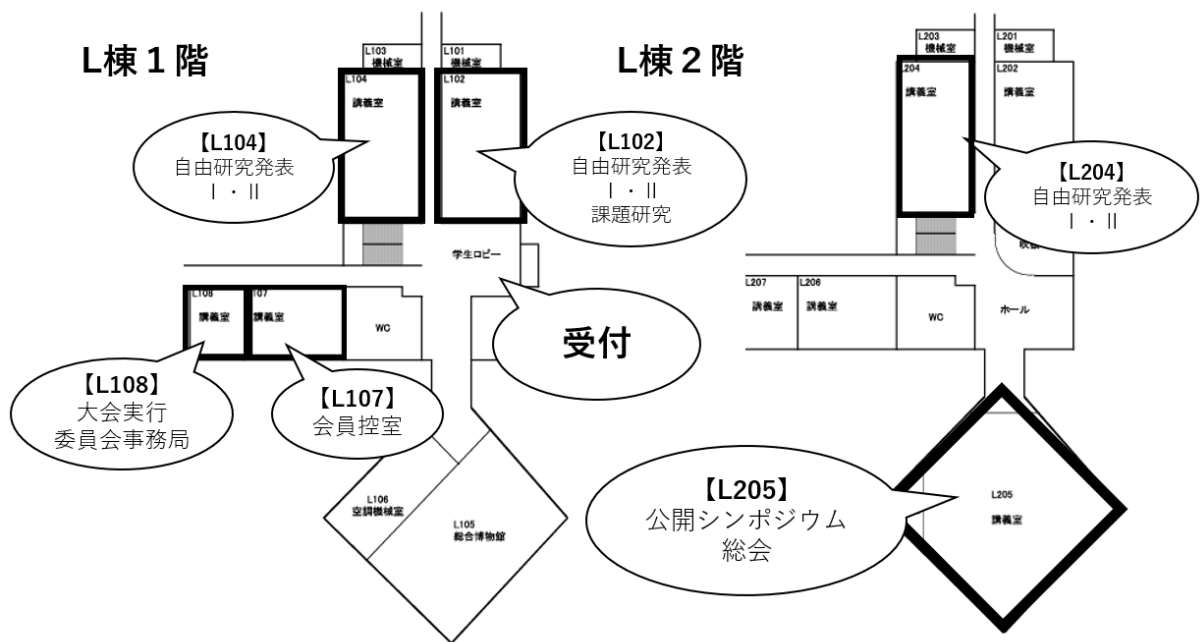 L棟1階
L103
機械室
L101
機械室
L104
講義室
L102
講義室
【L104】
自由研究発表
Ⅰ・Ⅱ
【L102】
自由研究発表
Ⅰ・Ⅱ
課題研究
学生ロビー
受付
L108
講義室
107
講義室
WC
【L108】
大会実行
委員会事務局
【L107】
会員控室
L106
空調機械室
L105
総合博物館
L棟2階
L203
機械室
L201
機械室
L204
講義室
L202
講義室
【L204】
自由研究発表
Ⅰ・Ⅱ
L207
講義室
L206
講義室
WC
ホール
【L205】
公開シンポジウム
総会
L205
講義室